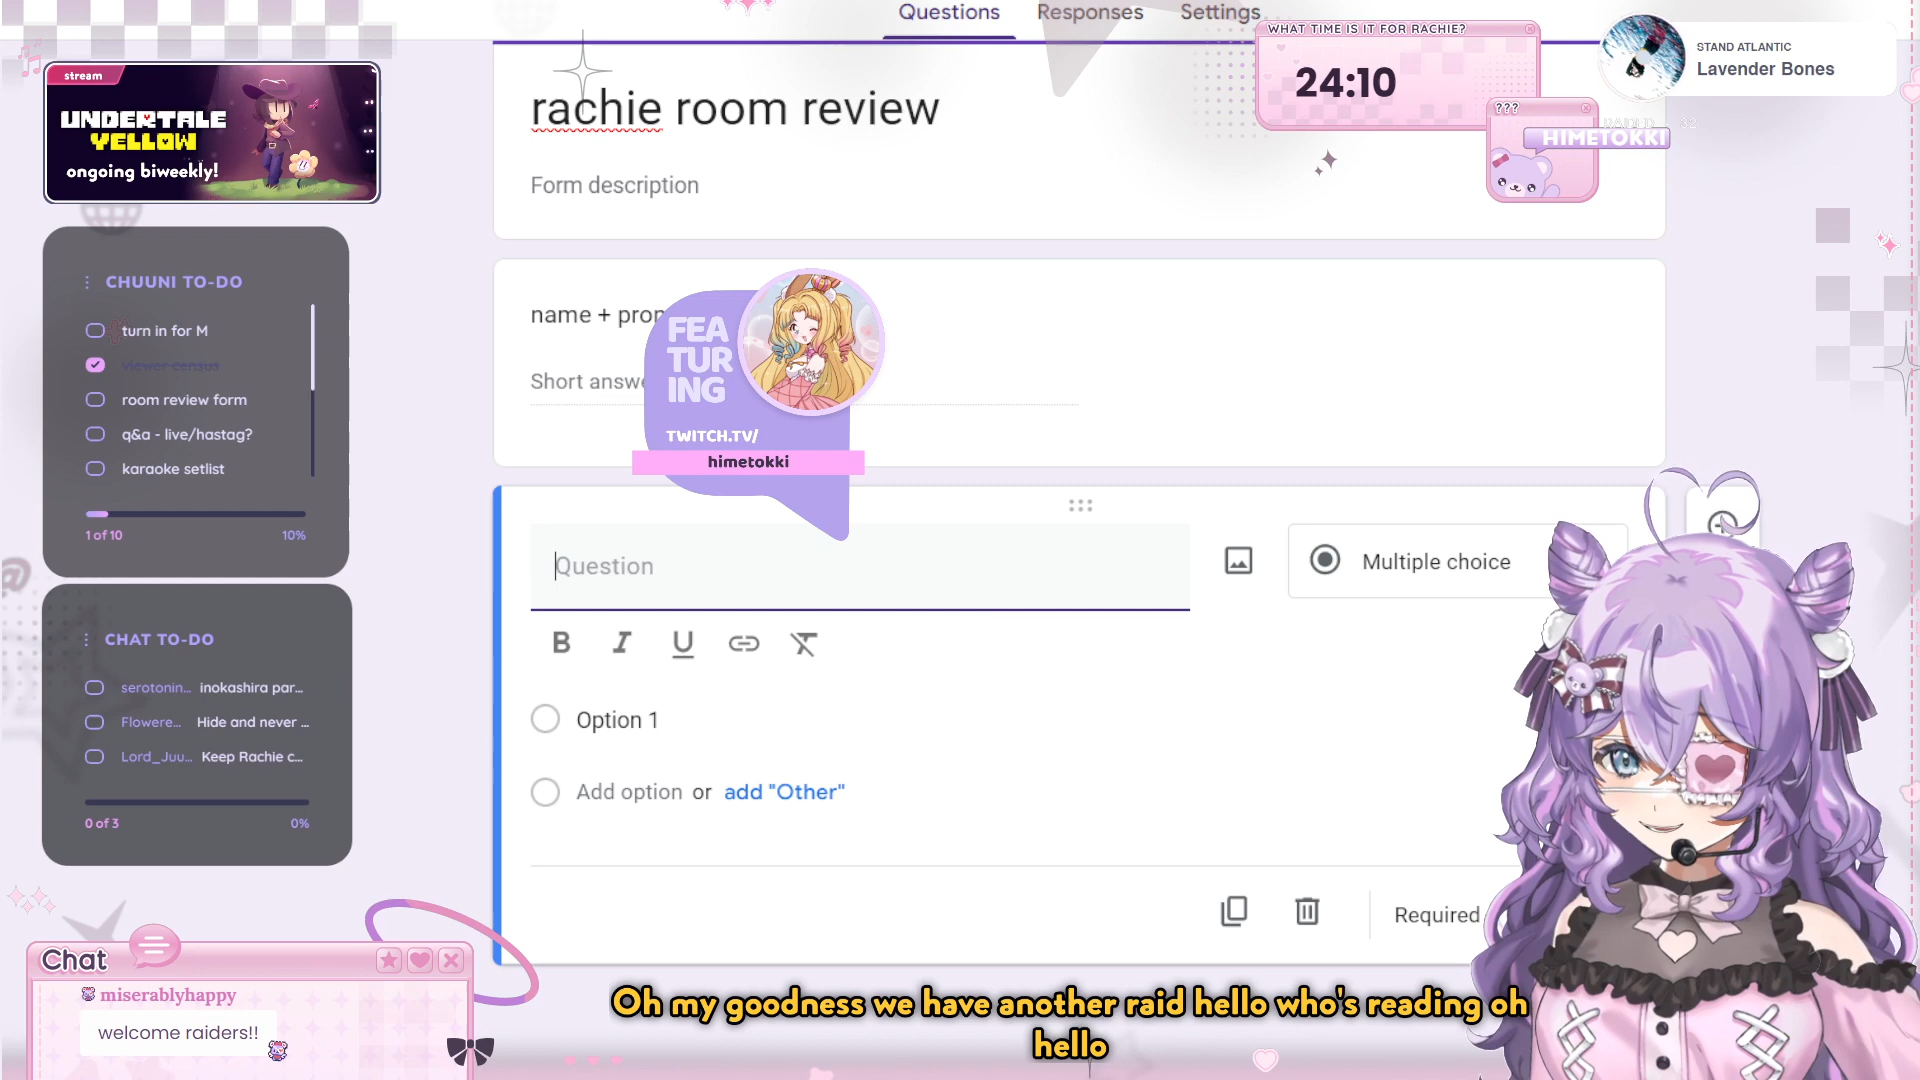 Questions
Responses
Settings
WHAT TIME IS IT FOR RACHIE?
24:10
STAND ATLANTIC
Lavender Bones
???
RAIDED
32
HIMETOKKI
stream
UNDERTALE
YELLOW
ongoing biweekly!
rachie room review
Form description
CHUUNI TO-DO
turn in for M
viewer census
room review form
q&a - live/hastag?
karaoke setlist
1 of 10
10%
name + pro
Short answ
FEA
TUR
ING
TWITCH.TV/
himetokki
Question
Multiple choice
B I U
Option 1
Add option or add "Other"
Required
CHAT TO-DO
serotonin... inokashira par...
Flowere... Hide and never ...
Lord_Juu... Keep Rachie c...
0 of 3
0%
Chat
miserablyhappy
welcome raiders!!
Oh my goodness we have another raid hello who's reading oh
hello